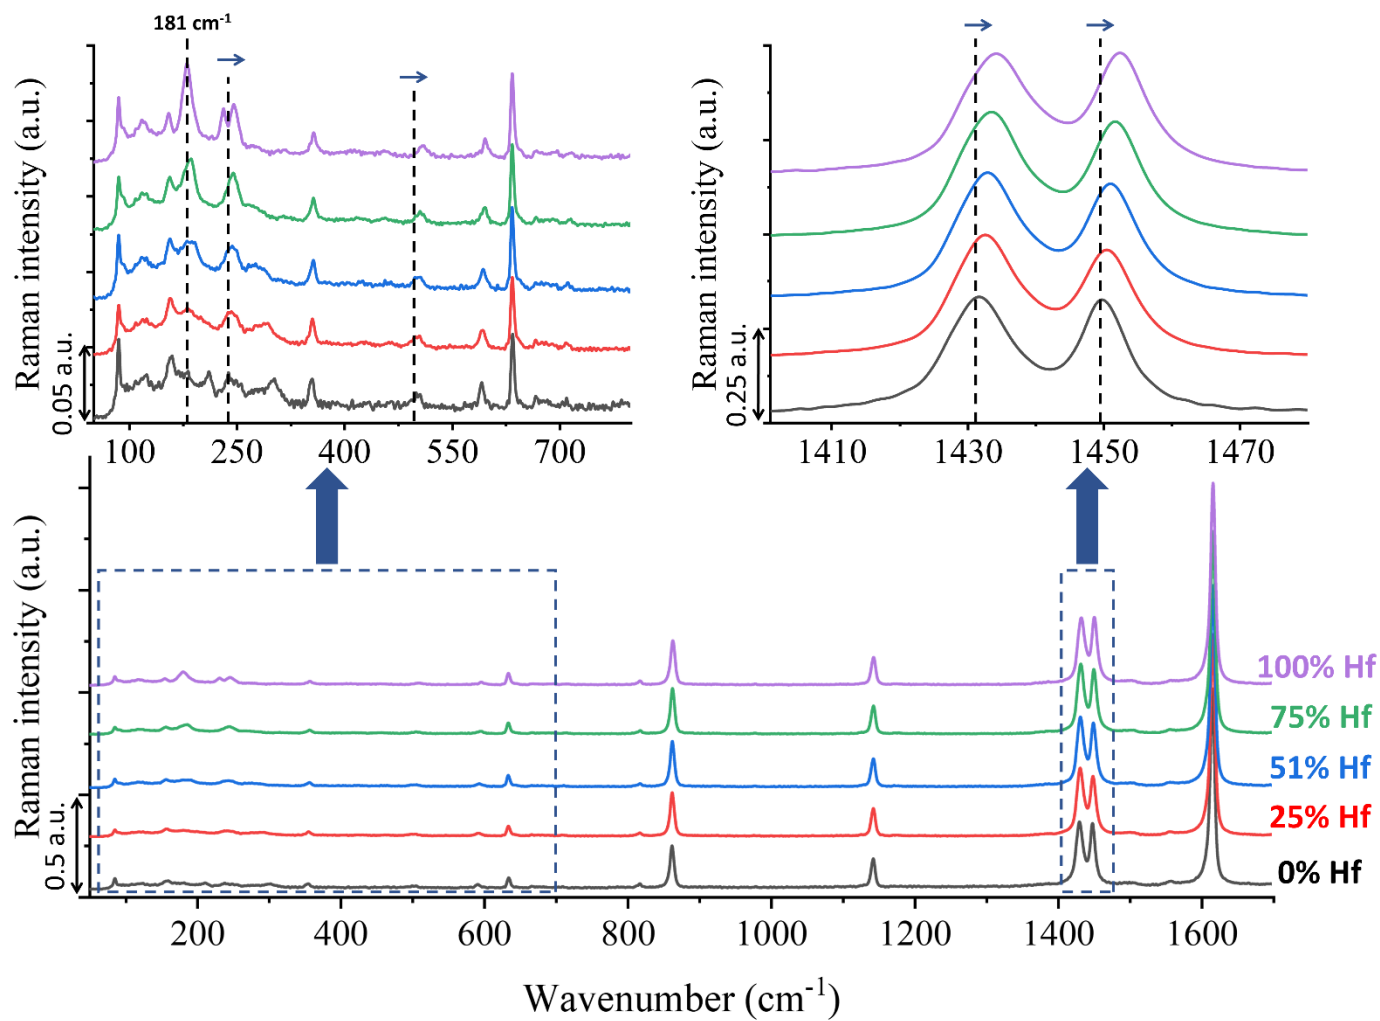 181 cm⁻¹
Raman intensity (a.u.)
0.05 a.u.
100 250 400 550 700
Raman intensity (a.u.)
0.25 a.u
1410 1430 1450 1470
Raman intensity (a.u.)
0.5 a.u.
100% Hf
75% Hf
51% Hf
25% Hf
0% Hf
200 400 600 800 1000 1200 1400 1600
Wavenumber (cm⁻¹)